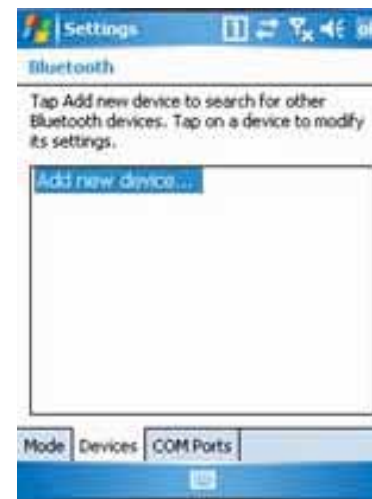 Settings
Bluetooth
Tap Add new device to search for other
Bluetooth devices. Tap on a device to modify
its settings.
Add new device...
Mode Devices COM Ports